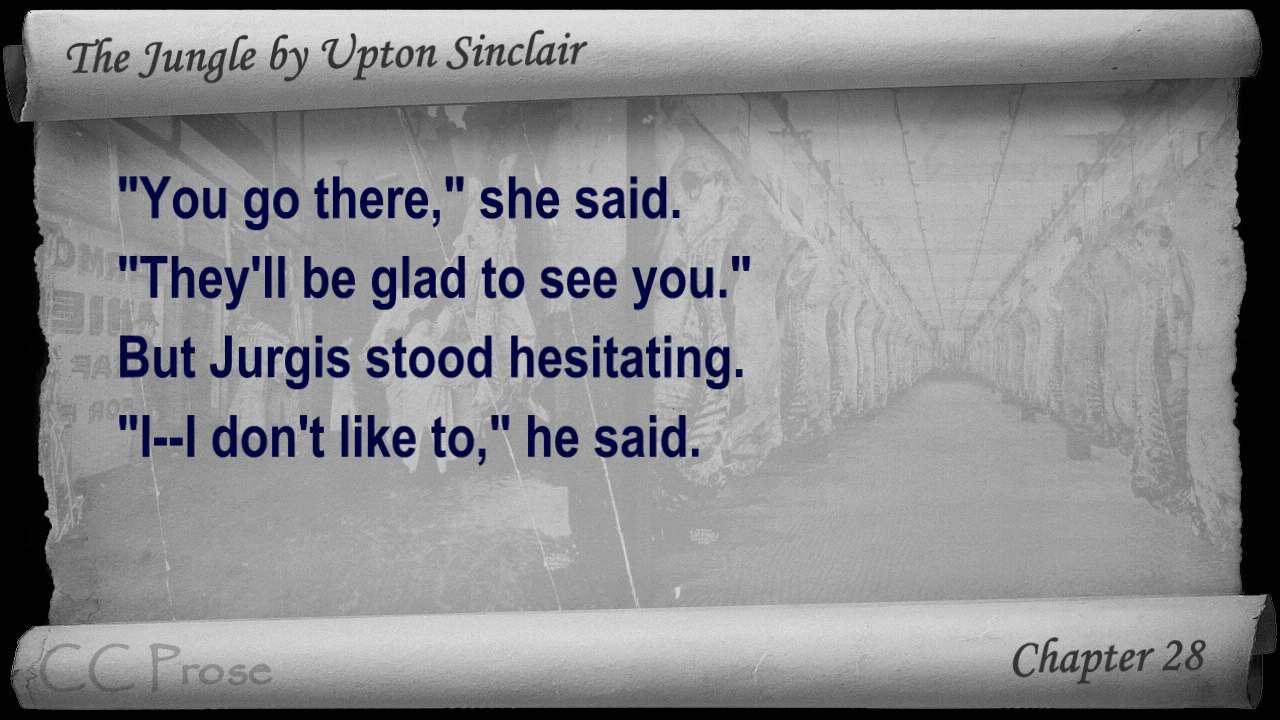 The Jungle by Upton Sinclair
"You go there," she said.
"They'll be glad to see you."
But Jurgis stood hesitating.
"I--I don't like to," he said.
CC Prose
Chapter 28